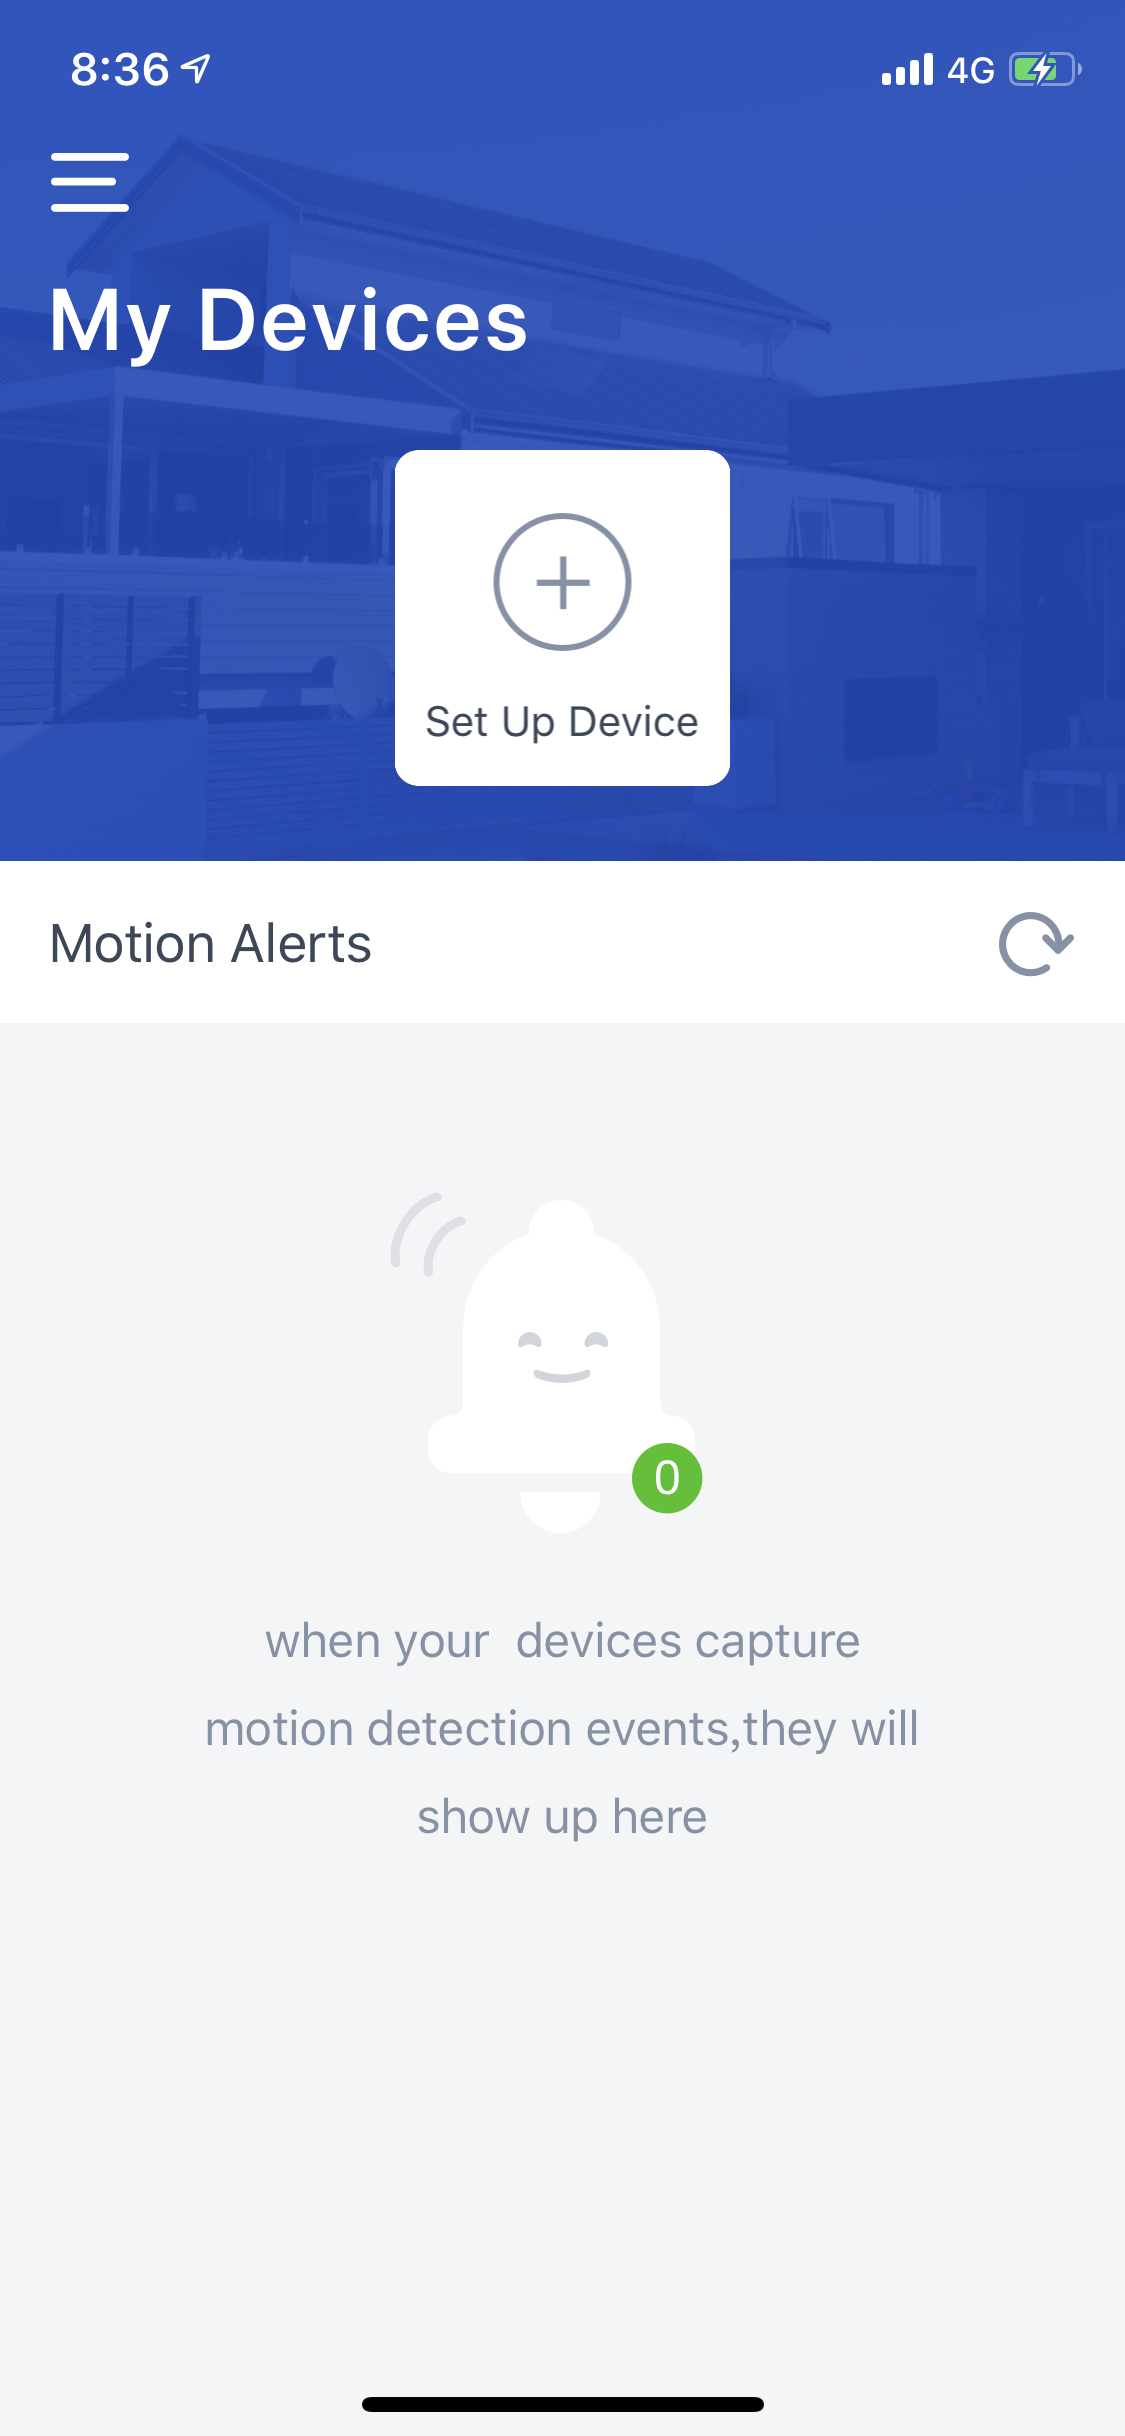 8:36
4G
My Devices
Set Up Device
Motion Alerts
0
when your  devices capture
motion detection events,they will
show up here